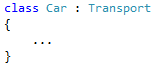 class Car : Transport
{
    ...
}